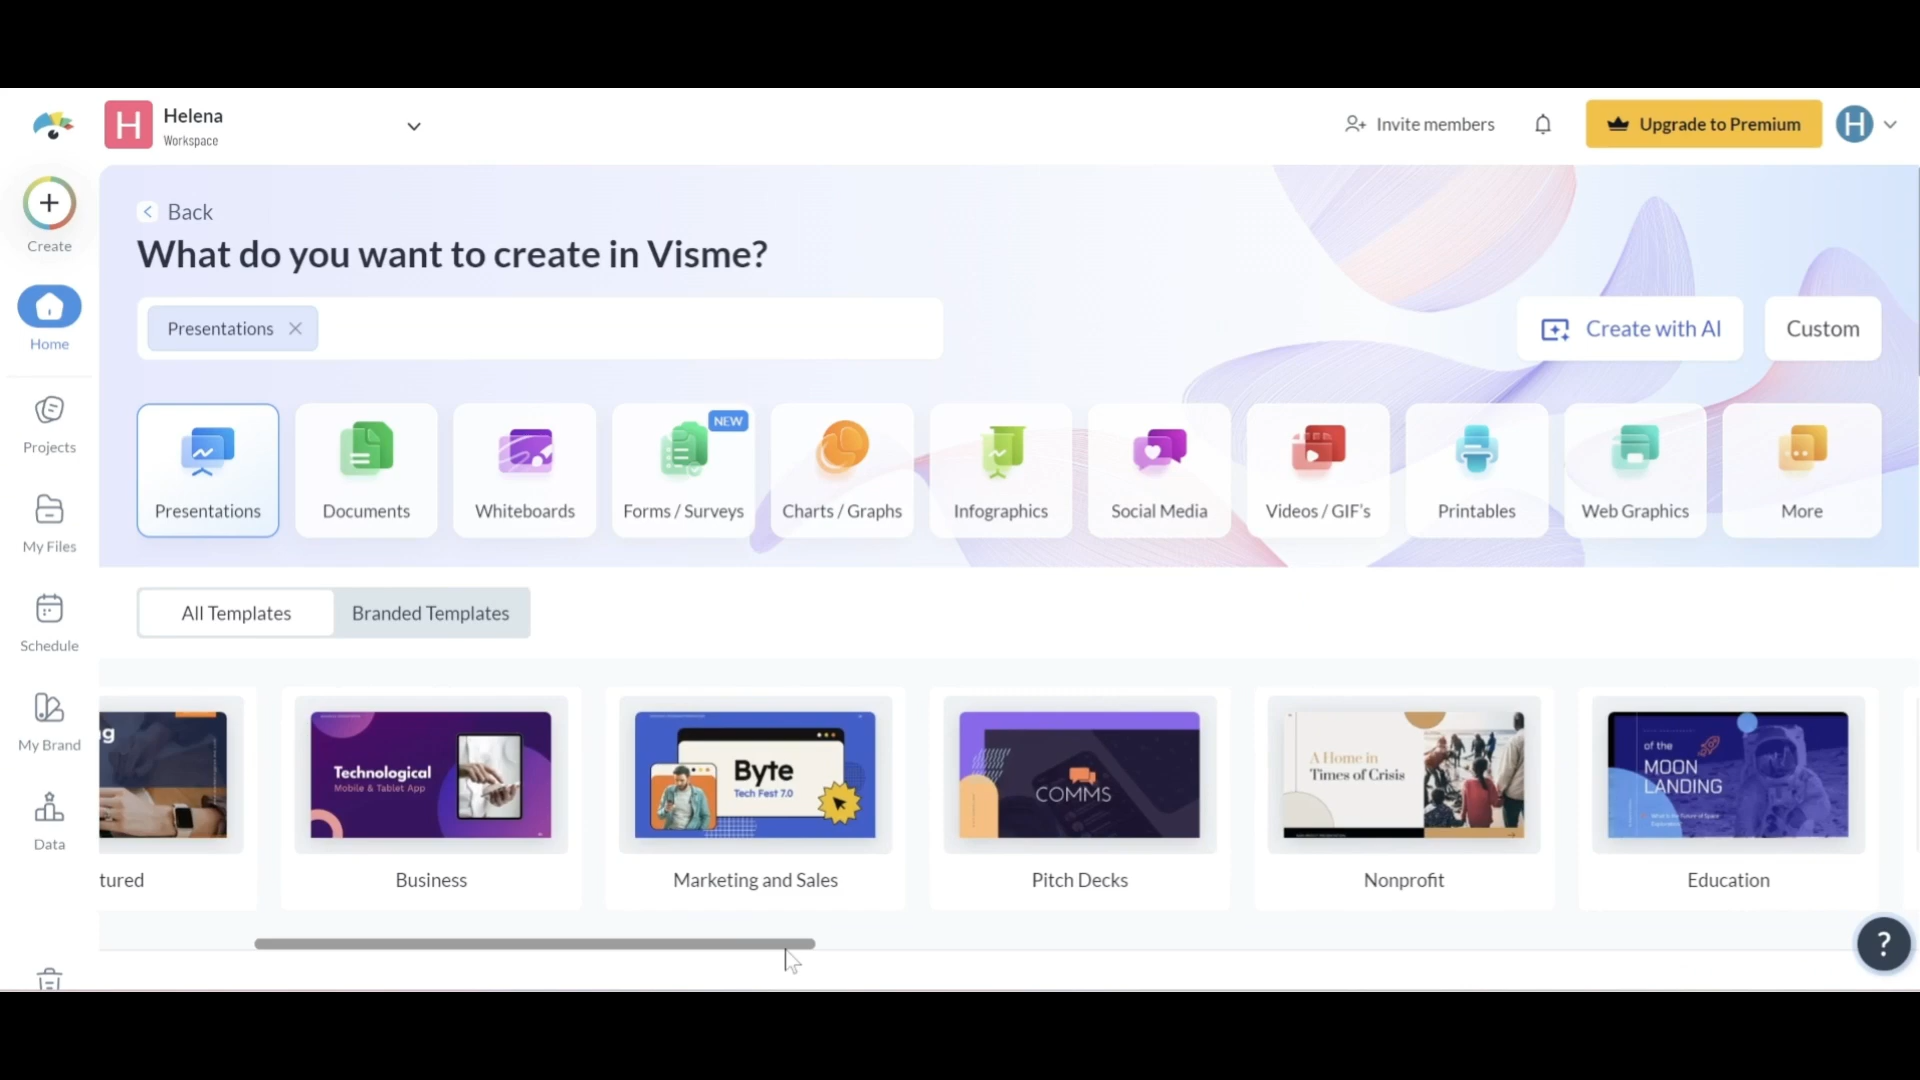 H
Helena
Workspace
Invite members
Upgrade to Premium
H
Create
Home
Projects
My Files
Schedule
My Brand
Data
Back
What do you want to create in Visme?
Presentations
Create with AI
Custom
NEW
Presentations
Documents
Whiteboards
Forms / Surveys
Charts / Graphs
Infographics
Social Media
Videos / GIF's
Printables
Web Graphics
More
All Templates
Branded Templates
g
tured
Technological
Mobile & Tablet App
Business
Byte
Tech Fest 7.0
Marketing and Sales
COMMS
Pitch Decks
A Home in
Times of Crisis
Nonprofit
of the
MOON
LANDING
Education
?